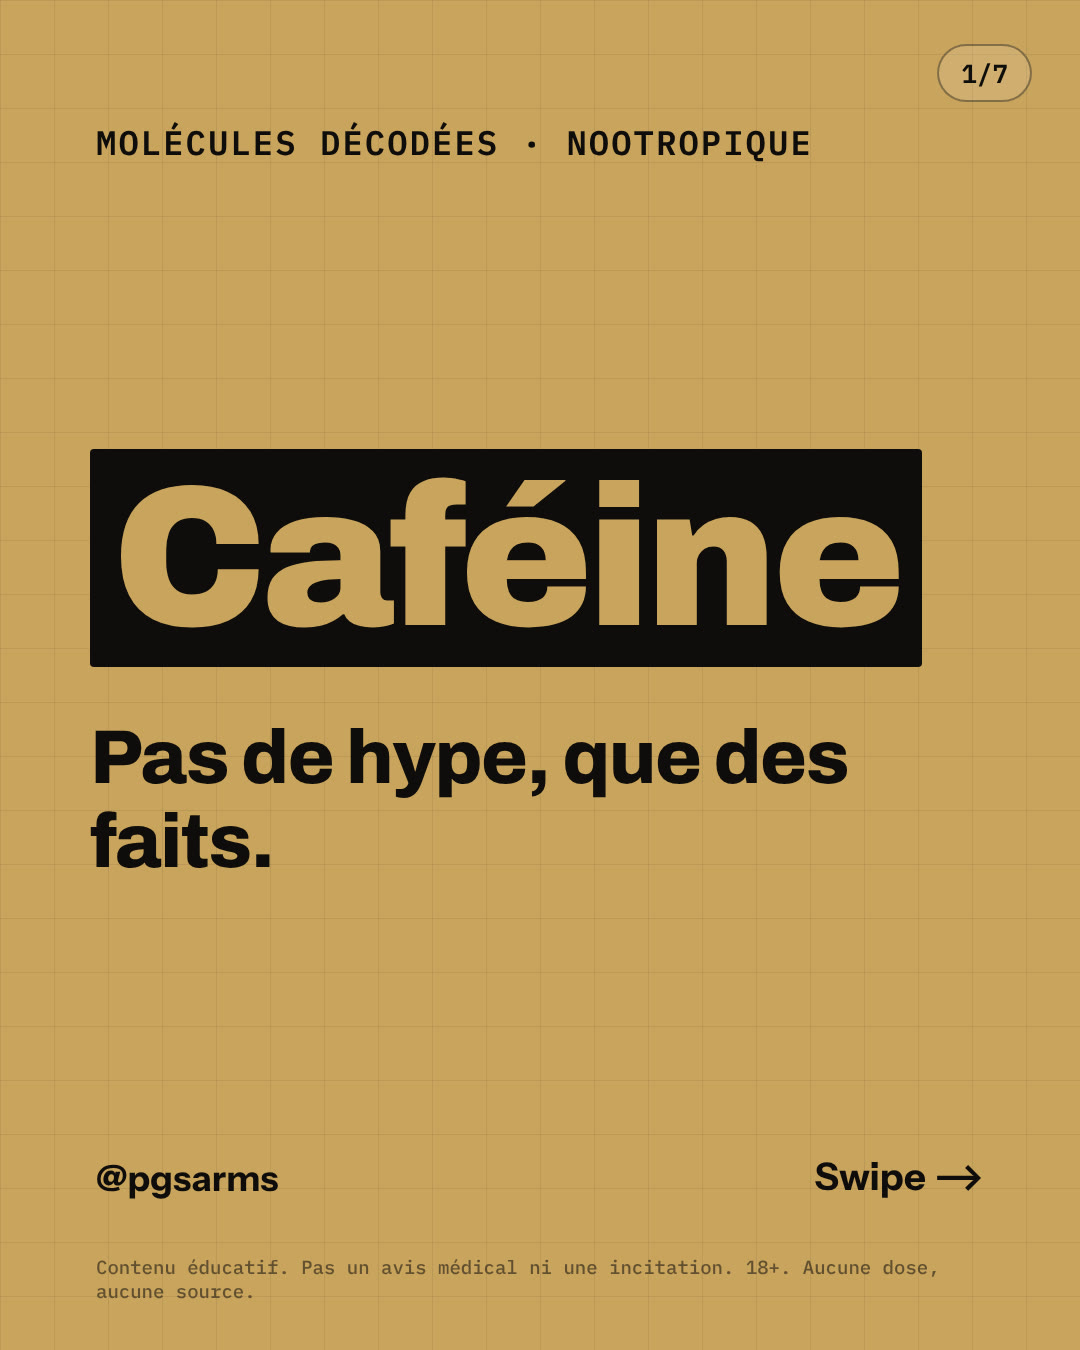 1/7
MOLÉCULES DÉCODÉES · NOOTROPIQUE
Caféine
Pas de hype, que des
faits.
@pgsarms
Swipe →
Contenu éducatif. Pas un avis médical ni une incitation. 18+. Aucune dose,
aucune source.